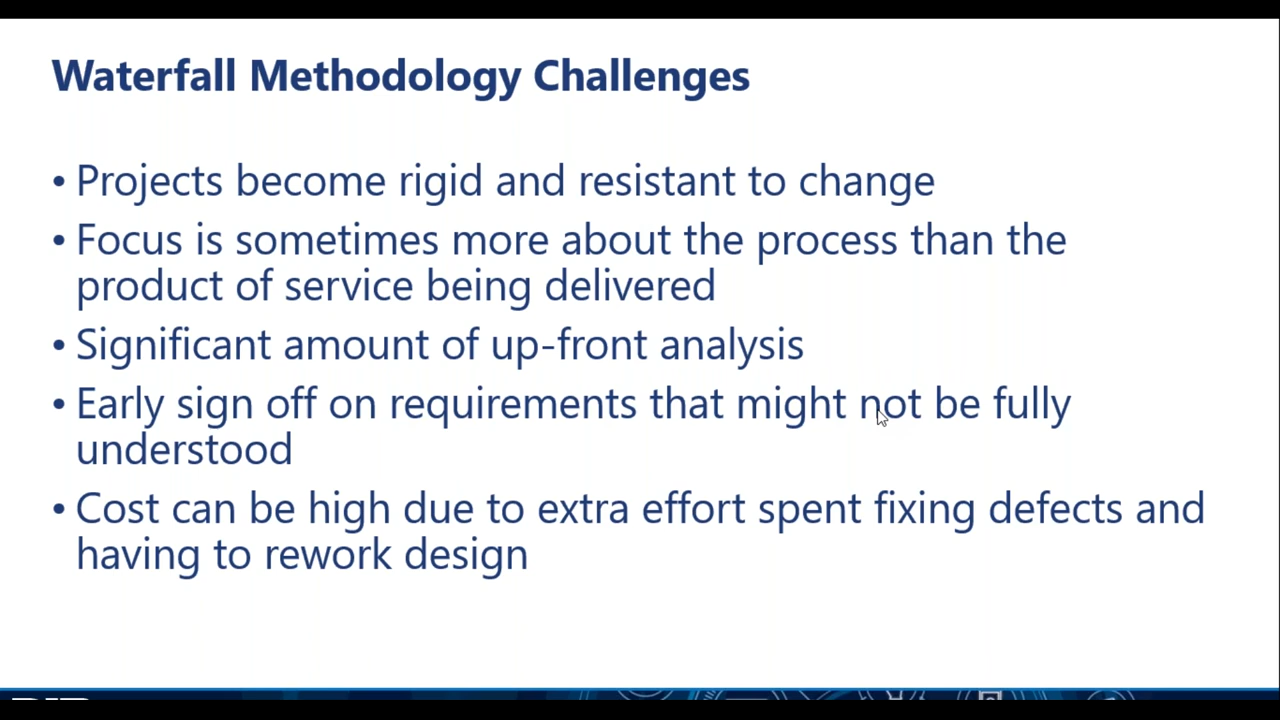 Waterfall Methodology Challenges
• Projects become rigid and resistant to change
• Focus is sometimes more about the process than the
product of service being delivered
• Significant amount of up-front analysis
• Early sign off on requirements that might not be fully
understood
• Cost can be high due to extra effort spent fixing defects and
having to rework design